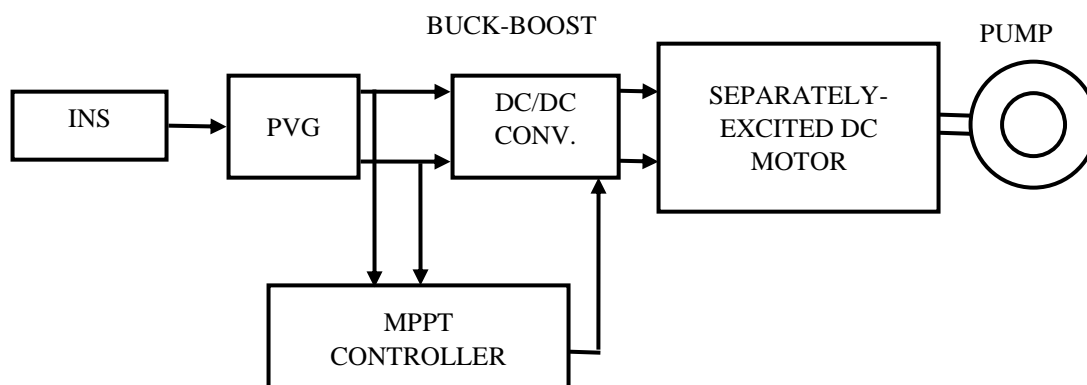 BUCK-BOOST
PUMP
INS
PVG
DC/DC
CONV.
SEPARATELY-
EXCITED DC
MOTOR
MPPT
CONTROLLER